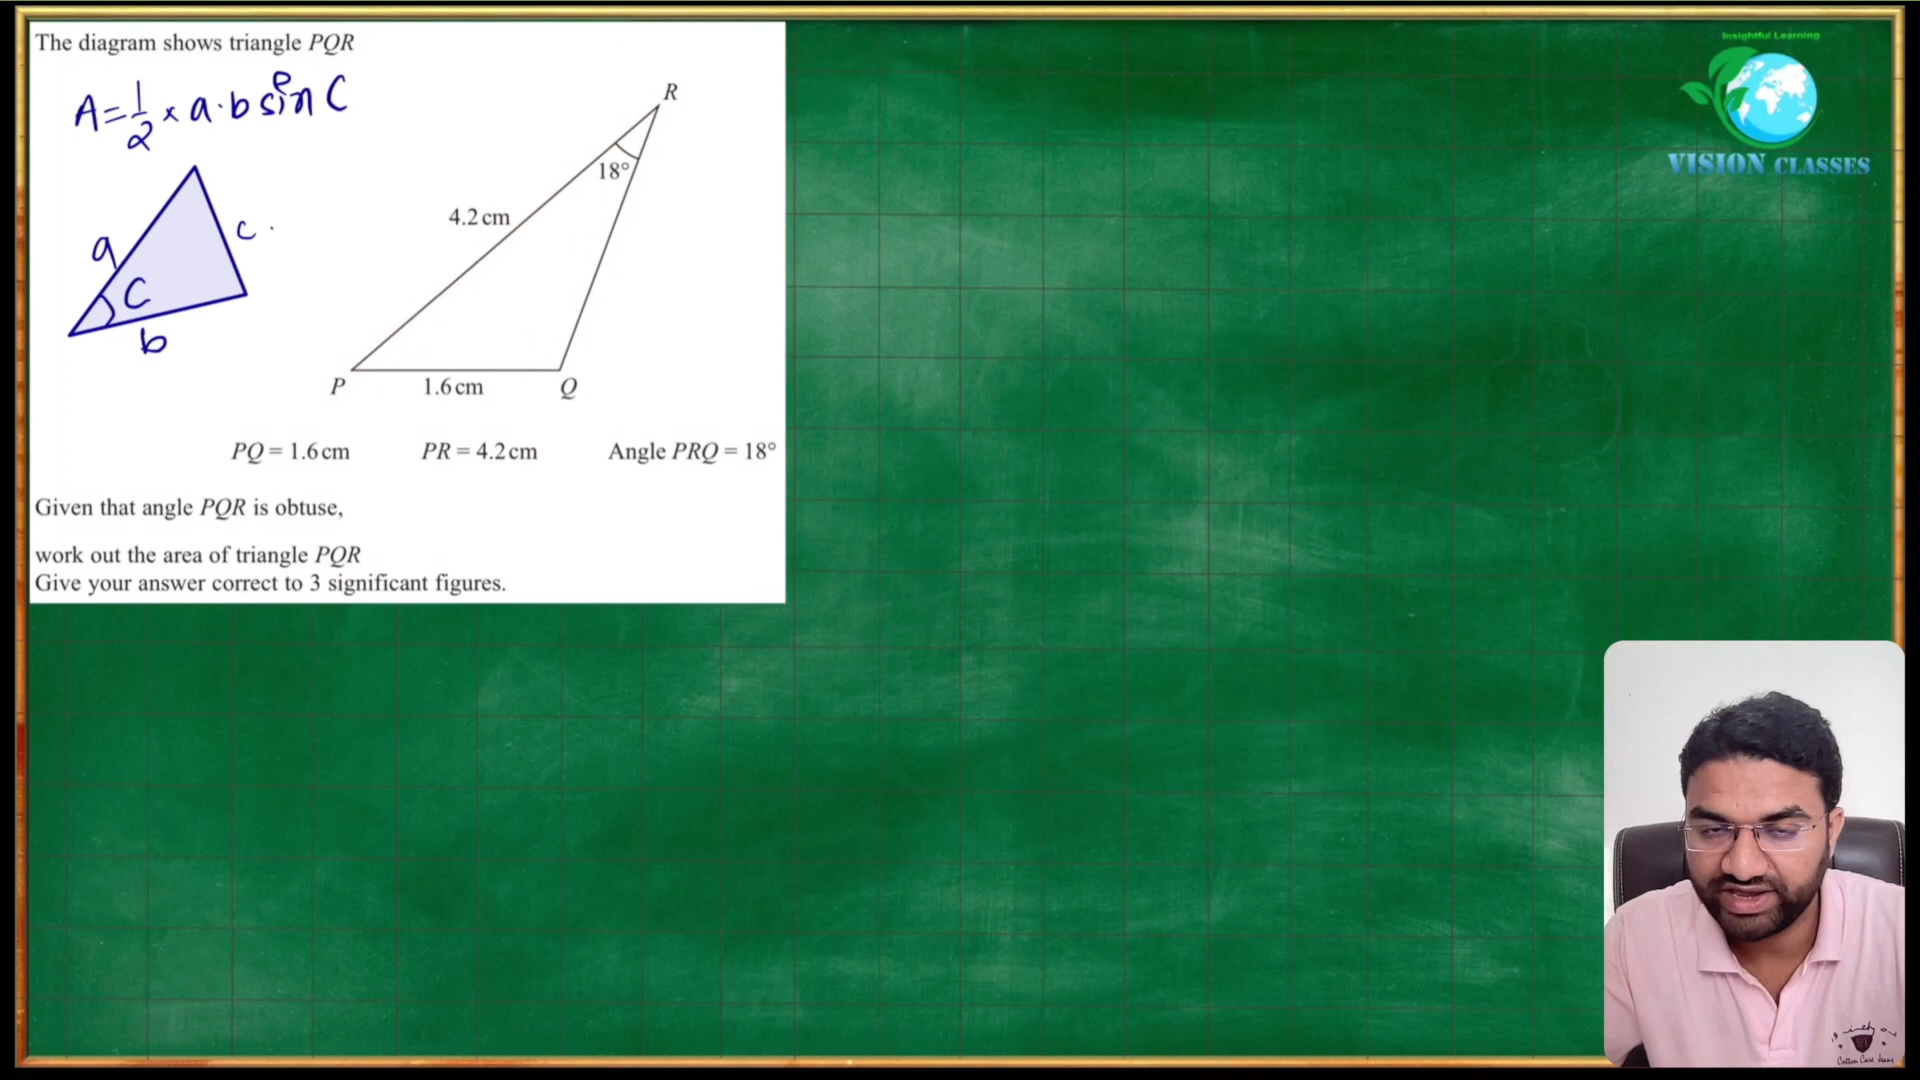 The diagram shows triangle PQR
A = 1/2 × a·b sin C
R
18°
4.2 cm
a
c
C
b
P
1.6 cm
Q
PQ = 1.6 cm PR = 4.2 cm Angle PRQ = 18°
Given that angle PQR is obtuse,
work out the area of triangle PQR
Give your answer correct to 3 significant figures.
Insightful Learning
VISION CLASSES